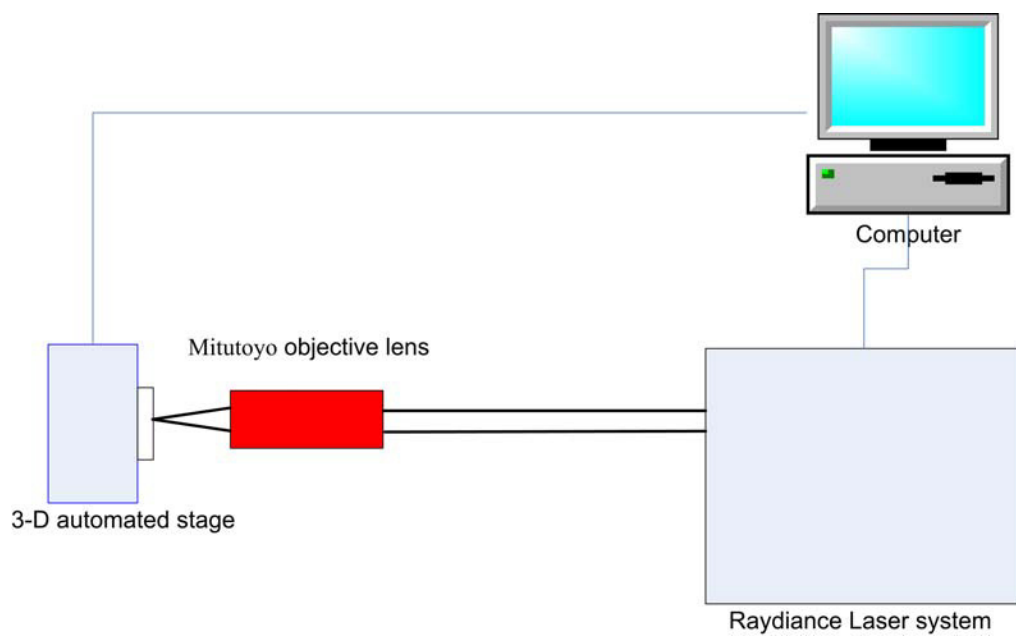 Computer
Mitutoyo objective lens
3-D automated stage
Raydiance Laser system